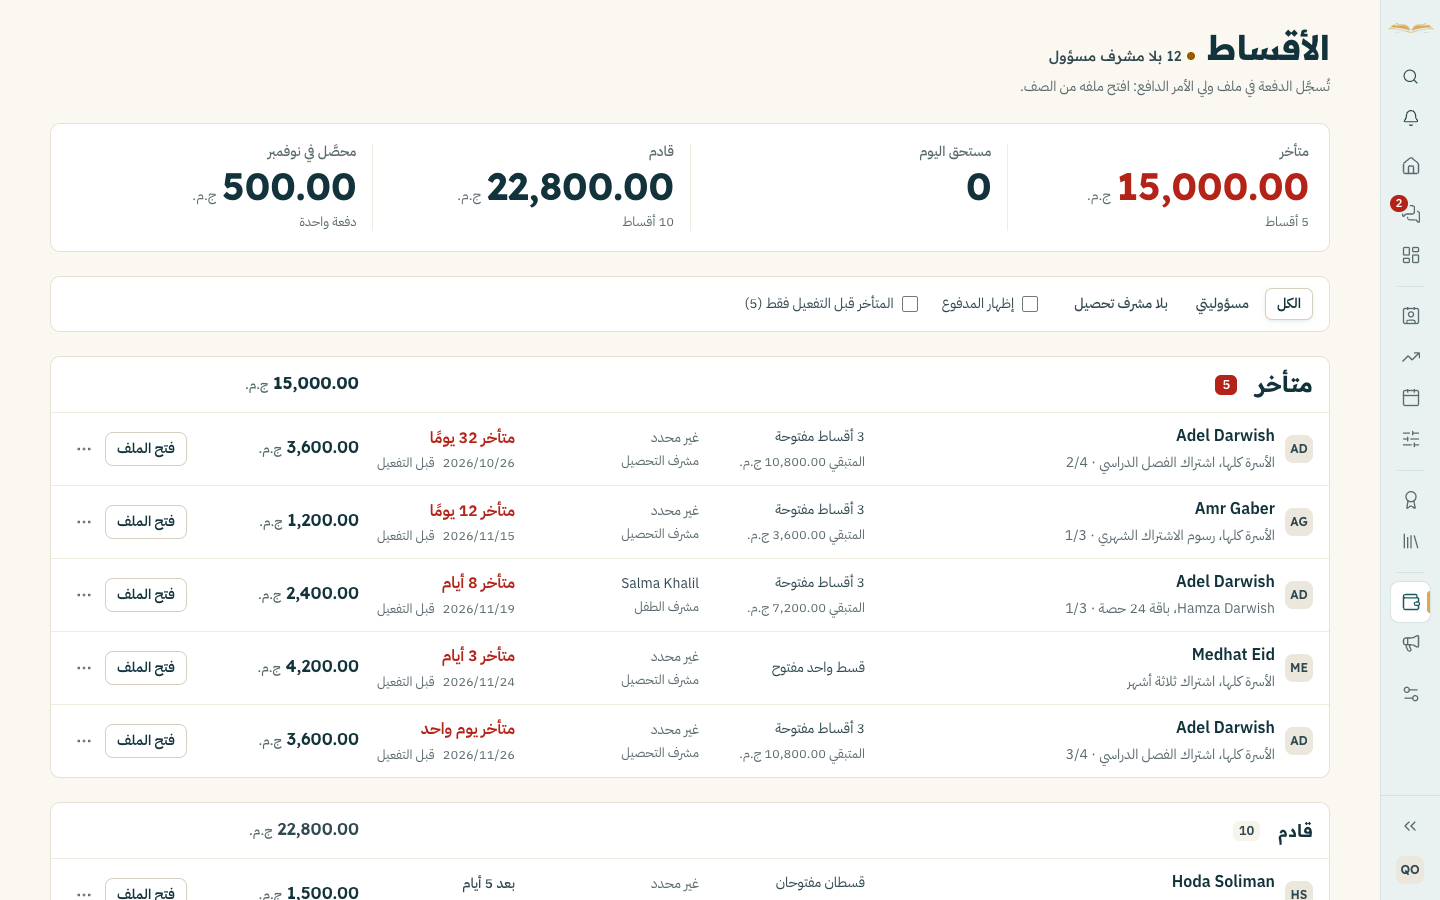 الأقساط
12 بلا مشرف مسؤول
تُسجَّل الدفعة في ملف ولي الأمر الدافع: افتح ملفه من الصف.
متأخر
15,000.00 ج.م.
5 أقساط
مستحق اليوم
0
قادم
22,800.00 ج.م.
10 أقساط
محصَّل في نوفمبر
500.00 ج.م.
دفعة واحدة
الكل
مسؤوليتي
بلا مشرف تحصيل
إظهار المدفوع
المتأخر قبل التفعيل فقط (5)
متأخر 5 15,000.00 ج.م.
AD
Adel Darwish
الأسرة كلها، اشتراك الفصل الدراسي · 2/4
3 أقساط مفتوحة
المتبقي 10,800.00 ج.م.
غير محدد
مشرف التحصيل
متأخر 32 يومًا
2026/10/26 قبل التفعيل
3,600.00 ج.م.
فتح الملف
AG
Amr Gaber
الأسرة كلها، رسوم الاشتراك الشهري · 1/3
3 أقساط مفتوحة
المتبقي 3,600.00 ج.م.
غير محدد
مشرف التحصيل
متأخر 12 يومًا
2026/11/15 قبل التفعيل
1,200.00 ج.م.
فتح الملف
AD
Adel Darwish
Hamza Darwish، باقة 24 حصة · 1/3
3 أقساط مفتوحة
المتبقي 7,200.00 ج.م.
Salma Khalil
مشرف الطفل
متأخر 8 أيام
2026/11/19 قبل التفعيل
2,400.00 ج.م.
فتح الملف
ME
Medhat Eid
الأسرة كلها، اشتراك ثلاثة أشهر
قسط واحد مفتوح
غير محدد
مشرف التحصيل
متأخر 3 أيام
2026/11/24 قبل التفعيل
4,200.00 ج.م.
فتح الملف
AD
Adel Darwish
الأسرة كلها، اشتراك الفصل الدراسي · 3/4
3 أقساط مفتوحة
المتبقي 10,800.00 ج.م.
غير محدد
مشرف التحصيل
متأخر يوم واحد
2026/11/26 قبل التفعيل
3,600.00 ج.م.
فتح الملف
قادم 10 22,800.00 ج.م.
HS
Hoda Soliman
قسطان مفتوحان
غير محدد
بعد 5 أيام
1,500.00 ج.م.
فتح الملف
2
QO